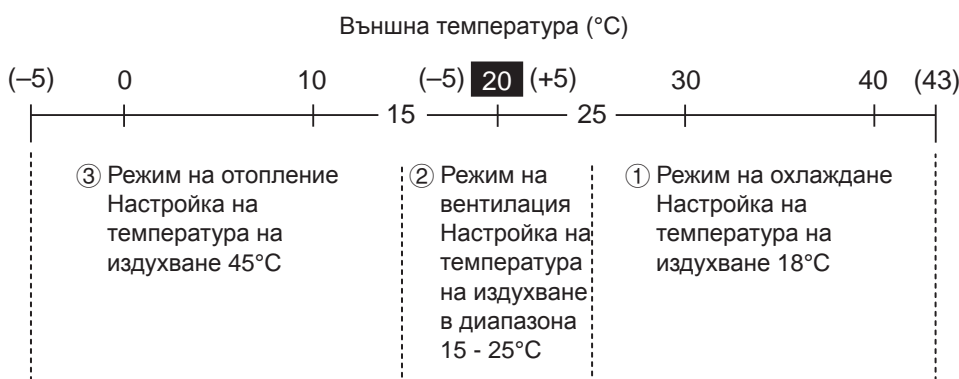 Външна температура (°C)
(–5) 0 10 (–5) 20 (+5) 30 40 (43)
15 25
③ Режим на отопление
Настройка на
температура на
издухване 45°C
② Режим на
вентилация
Настройка на
температура
на издухване
в диапазона
15 - 25°C
① Режим на охлаждане
Настройка на
температура на
издухване 18°C